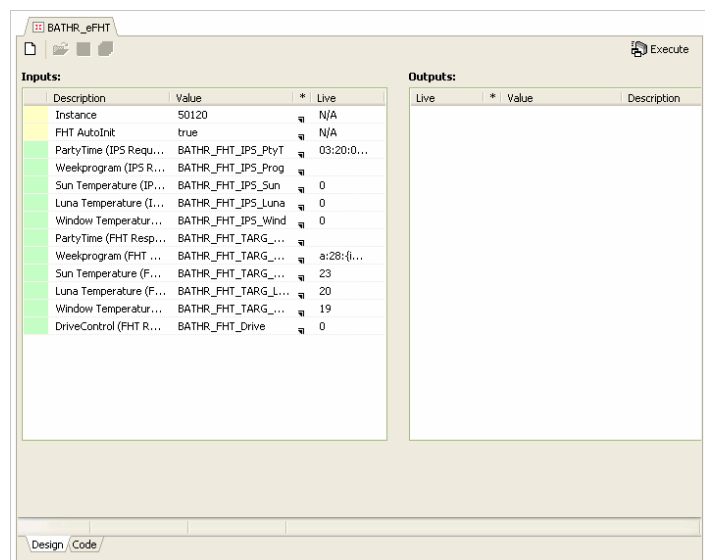 BATHR_eFHT
Execute
Inputs:
Outputs:
Description Value * Live
Live * Value Description
Instance 50120 N/A
FHT AutoInit true N/A
PartyTime (IPS Requ... BATHR_FHT_IPS_PtyT 03:20:0...
Weekprogram (IPS R... BATHR_FHT_IPS_Prog
Sun Temperature (IP... BATHR_FHT_IPS_Sun 0
Luna Temperature (I... BATHR_FHT_IPS_Luna 0
Window Temperatur... BATHR_FHT_IPS_Wind 0
PartyTime (FHT Resp... BATHR_FHT_TARG_...
Weekprogram (FHT ... BATHR_FHT_TARG_... a:28:{i...
Sun Temperature (F... BATHR_FHT_TARG_... 23
Luna Temperature (F... BATHR_FHT_TARG_L... 20
Window Temperatur... BATHR_FHT_TARG_... 19
DriveControl (FHT R... BATHR_FHT_Drive 0
Design Code